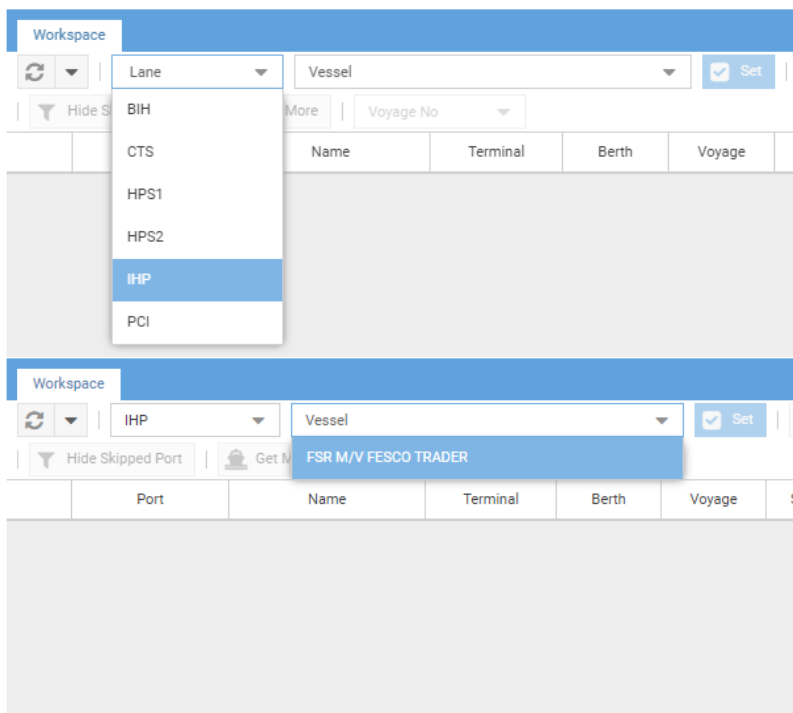 Workspace
Lane Vessel Set
Hide S More Voyage No
BIH
Name Terminal Berth Voyage
CTS
HPS1
HPS2
IHP
PCI
Workspace
IHP Vessel Set
Hide Skipped Port Get M
FSR M/V FESCO TRADER
Port Name Terminal Berth Voyage S